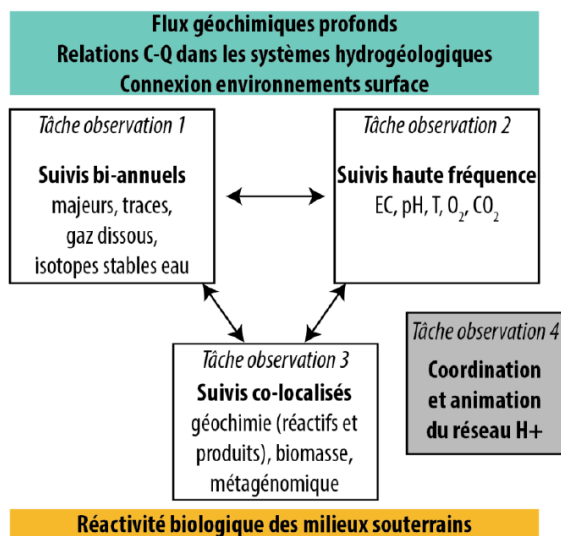 Flux géochimiques profonds
Relations C-Q dans les systèmes hydrogéologiques
Connexion environnements surface
Tâche observation 1
Suivis bi-annuels
majeurs, traces,
gaz dissous,
isotopes stables eau
Tâche observation 2
Suivis haute fréquence
EC, pH, T, O₂, CO₂
Tâche observation 3
Suivis co-localisés
géochimie (réactifs et
produits), biomasse,
métagénomique
Tâche observation 4
Coordination
et animation
du réseau H+
Réactivité biologique des milieux souterrains